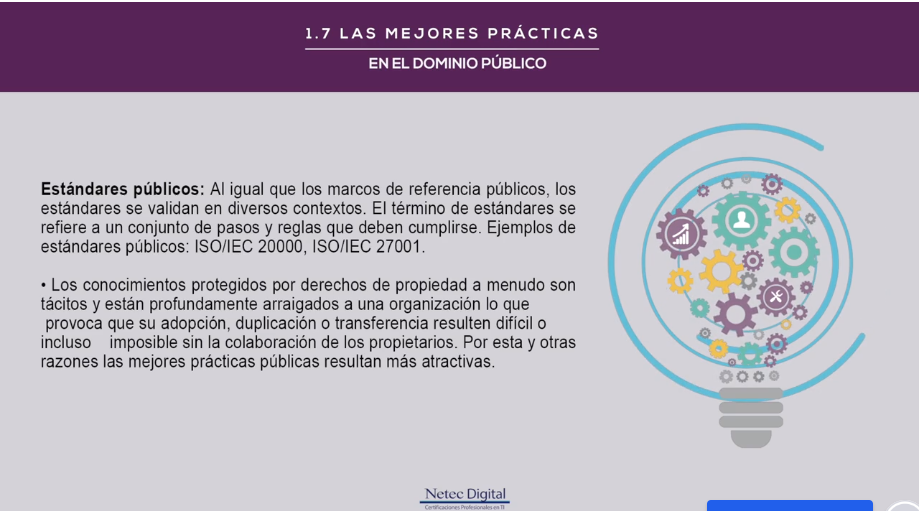 1.7 LAS MEJORES PRÁCTICAS
EN EL DOMINIO PÚBLICO
Estándares públicos: Al igual que los marcos de referencia públicos, los
estándares se validan en diversos contextos. El término de estándares se
refiere a un conjunto de pasos y reglas que deben cumplirse. Ejemplos de
estándares públicos: ISO/IEC 20000, ISO/IEC 27001.
• Los conocimientos protegidos por derechos de propiedad a menudo son
tácitos y están profundamente arraigados a una organización lo que
provoca que su adopción, duplicación o transferencia resulten difícil o
incluso imposible sin la colaboración de los propietarios. Por esta y otras
razones las mejores prácticas públicas resultan más atractivas.
Netec Digital
Certificaciones Profesionales en TI